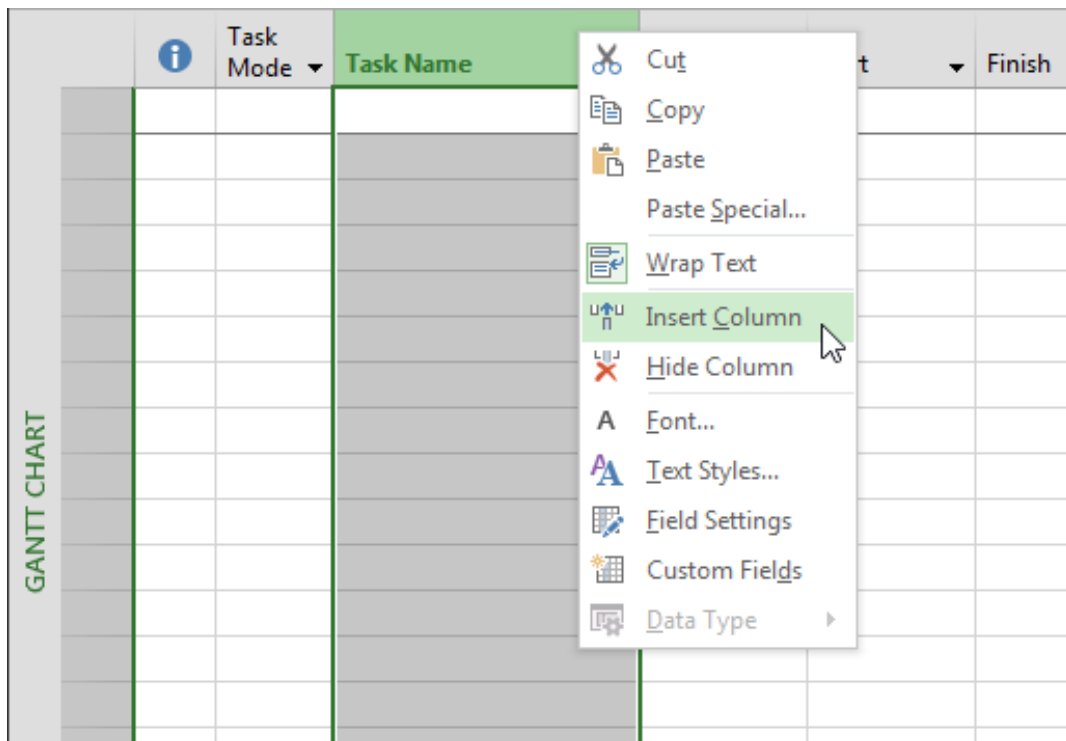 Task
Mode
Task Name
t
Finish
Cut
Copy
Paste
Paste Special...
Wrap Text
Insert Column
Hide Column
Font...
Text Styles...
Field Settings
Custom Fields
Data Type
GANTT CHART